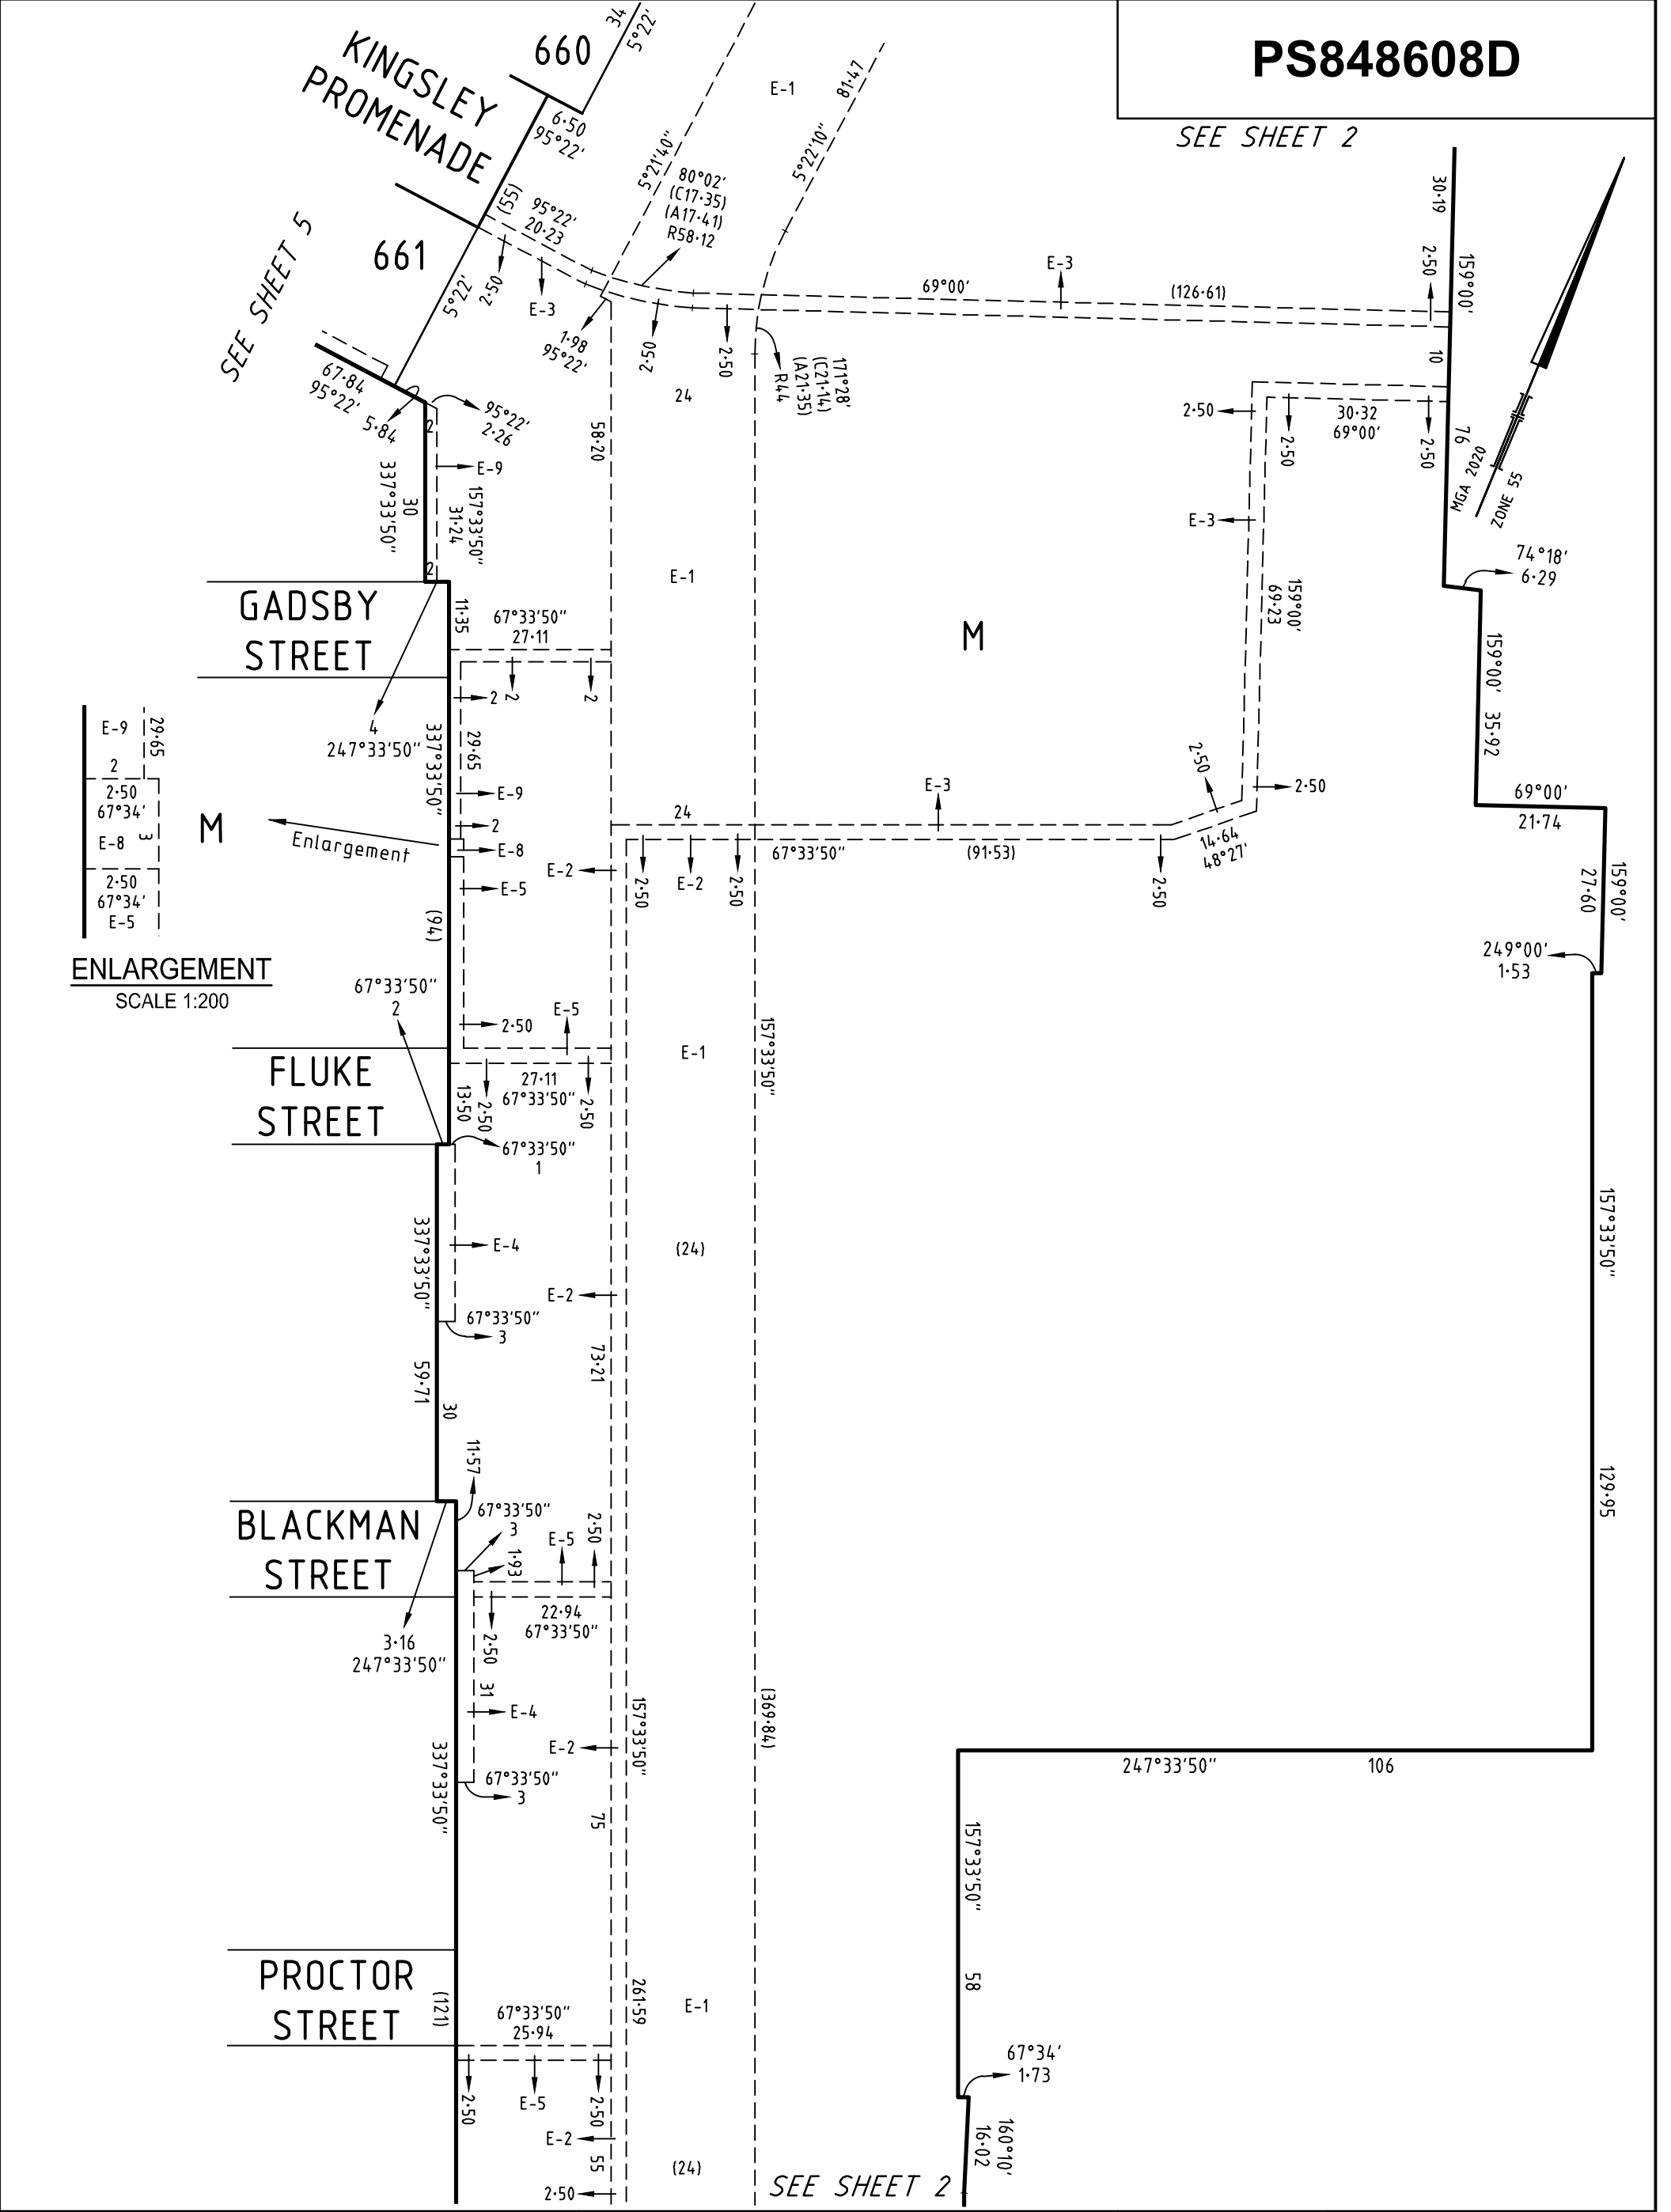 PS848608D
SEE SHEET 2
KINGSLEY
PROMENADE
660
34
5°22'
6·50
95°22'
E-1
81·47
5°21'40"
5°22'10"
80°02'
(C17·35)
(A17·41)
R58·12
(55)
95°22'
20·23
661
SEE SHEET 5
5°22'
2·50
E-3
1·98
95°22'
2·50
2·50
24
171°28'
(C21·14)
(A21·35)
R44
69°00'
E-3
(126·61)
30·19
2·50
159°00'
10
76
2·50
30·32
69°00'
2·50
2·50
E-3
MGA 2020
ZONE 55
74°18'
6·29
67·84
95°22'
5·84
95°22'
2·26
2
E-9
30
337°33'50"
157°33'50"
31·24
2
58·20
E-1
GADSBY
STREET
11·35
67°33'50"
27·11
2
2
2
M
159°00'
69·23
159°00'
35·92
4
247°33'50"
337°33'50"
29·65
E-9
2
E-8
E-5
2·50
E-3
2·50
69°00'
21·74
24
14·64
48°27'
67°33'50"
(91·53)
E-2
2·50
E-2
2·50
2·50
159°00'
27·60
249°00'
1·53
E-9
29·65
2
2·50
67°34'
E-8
3
2·50
67°34'
E-5
M
Enlargement
ENLARGEMENT
SCALE 1:200
(94)
67°33'50"
2
2·50
E-5
FLUKE
STREET
13·50
2·50
27·11
67°33'50"
2·50
67°33'50"
1
E-1
157°33'50"
337°33'50"
E-4
(24)
E-2
67°33'50"
3
73·21
59·71
30
157°33'50"
129·95
11·57
BLACKMAN
STREET
67°33'50"
3
1·93
E-5
2·50
22·94
67°33'50"
2·50
3·16
247°33'50"
31
E-4
E-2
157°33'50"
(369·84)
337°33'50"
67°33'50"
3
75
247°33'50"
106
157°33'50"
58
PROCTOR
STREET
(121)
67°33'50"
25·94
261·59
E-1
2·50
E-5
2·50
E-2
55
2·50
(24)
67°34'
1·73
160°10'
16·02
SEE SHEET 2